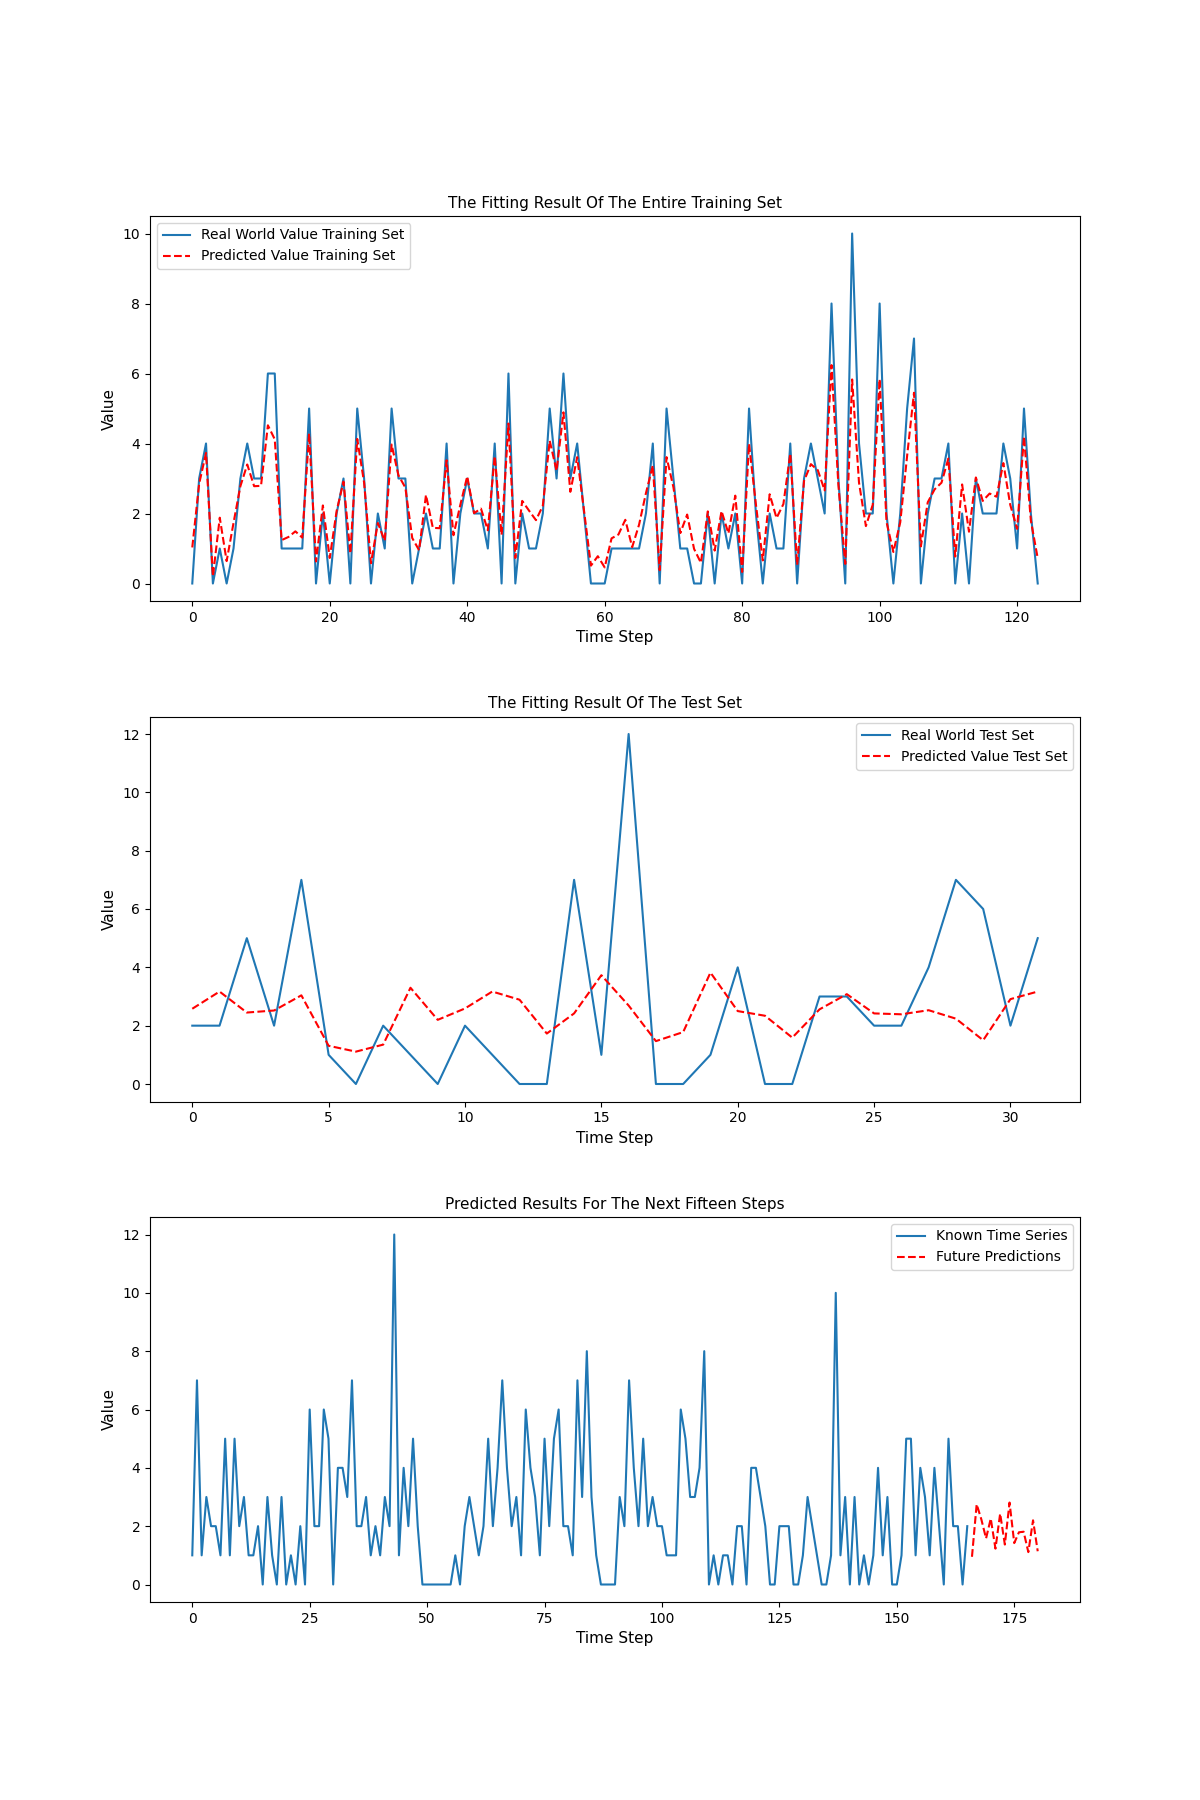 The Fitting Result Of The Entire Training Set
Real World Value Training Set
Predicted Value Training Set
Value
10
8
6
4
2
0
0 20 40 60 80 100 120
Time Step
The Fitting Result Of The Test Set
Real World Test Set
Predicted Value Test Set
Value
12
10
8
6
4
2
0
0 5 10 15 20 25 30
Time Step
Predicted Results For The Next Fifteen Steps
Known Time Series
Future Predictions
Value
12
10
8
6
4
2
0
0 25 50 75 100 125 150 175
Time Step